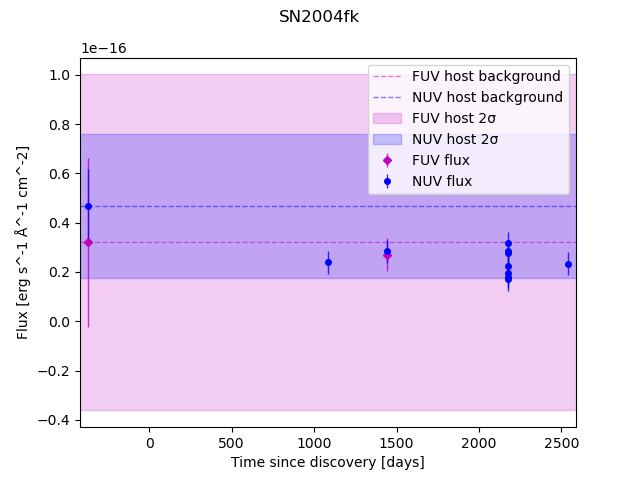 SN2004fk
1e−16
FUV host background
NUV host background
FUV host 2σ
NUV host 2σ
FUV flux
NUV flux
1.0
0.8
0.6
0.4
0.2
0.0
−0.2
−0.4
Flux [erg s^-1 Å^-1 cm^-2]
0
500
1000
1500
2000
2500
Time since discovery [days]